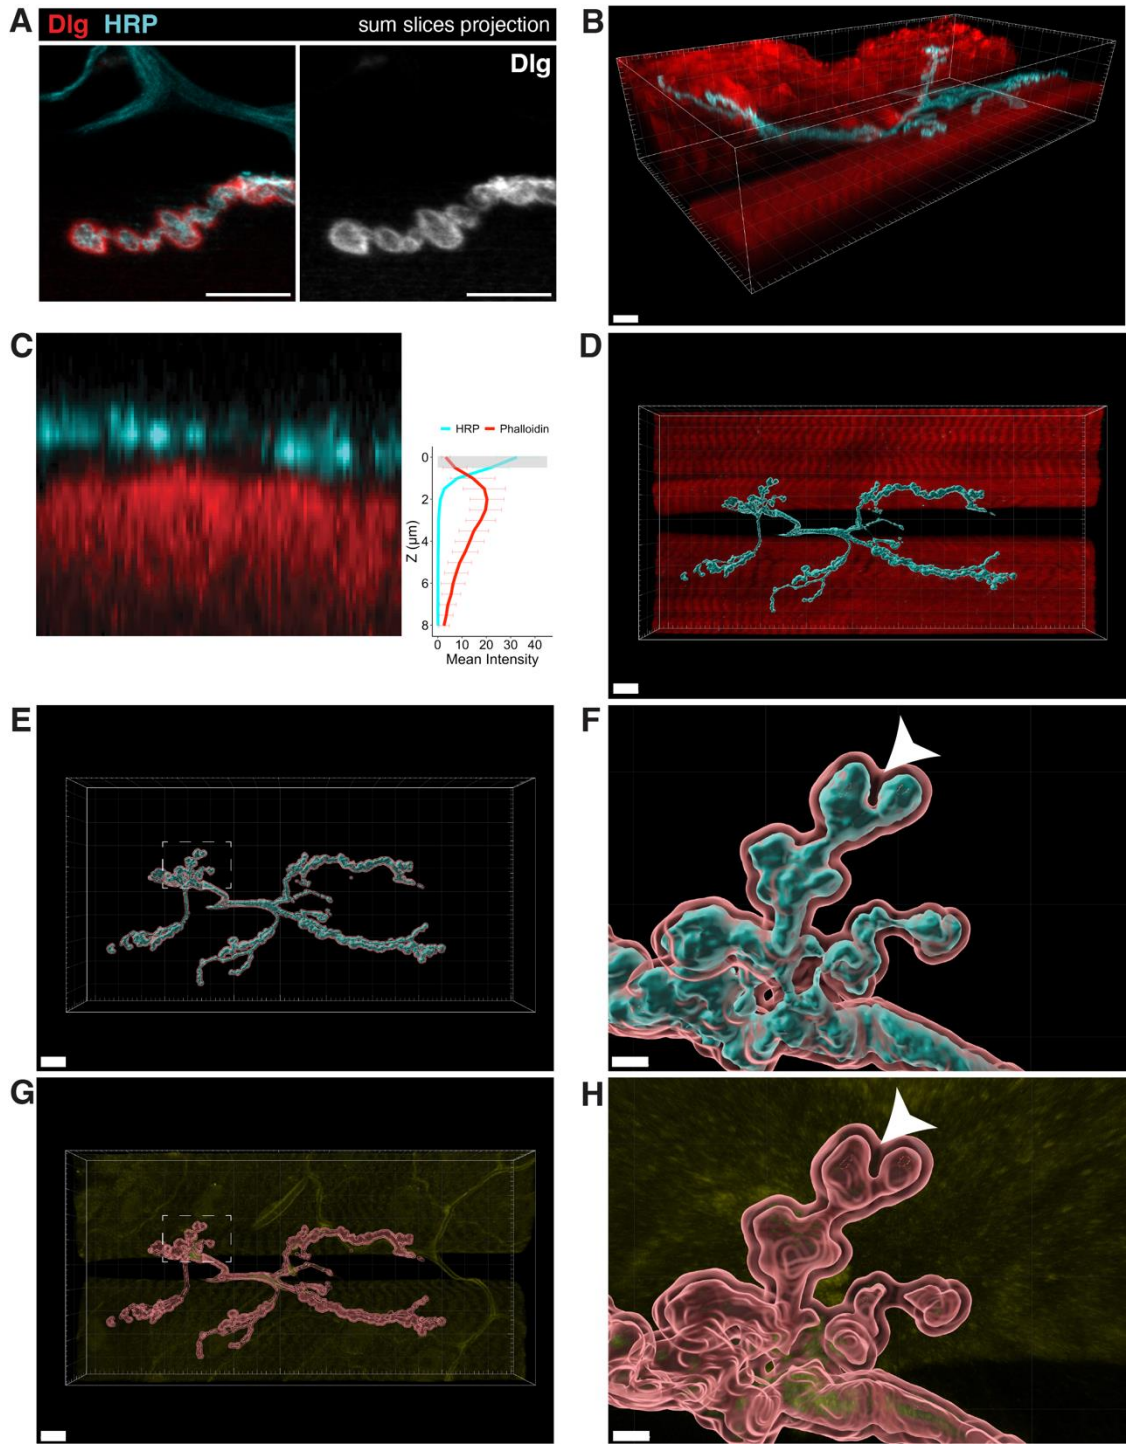 A
Dlg HRP sum slices projection
Dlg
B
C
HRP Phalloidin
0
2
4
6
8
Z (µm)
0 10 20 30 40
Mean Intensity
D
E
F
G
H